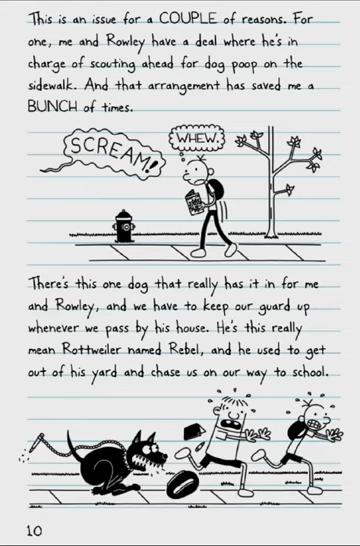 This is an issue for a COUPLE of reasons. For
one, me and Rowley have a deal where he's in
charge of scouting ahead for dog poop on the
sidewalk. And that arrangement has saved me a
BUNCH of times.
SCREAM!
WHEW.
There's this one dog that really has it in for me
and Rowley, and we have to keep our guard up
whenever we pass by his house. He's this really
mean Rottweiler named Rebel, and he used to get
out of his yard and chase us on our way to school.
10